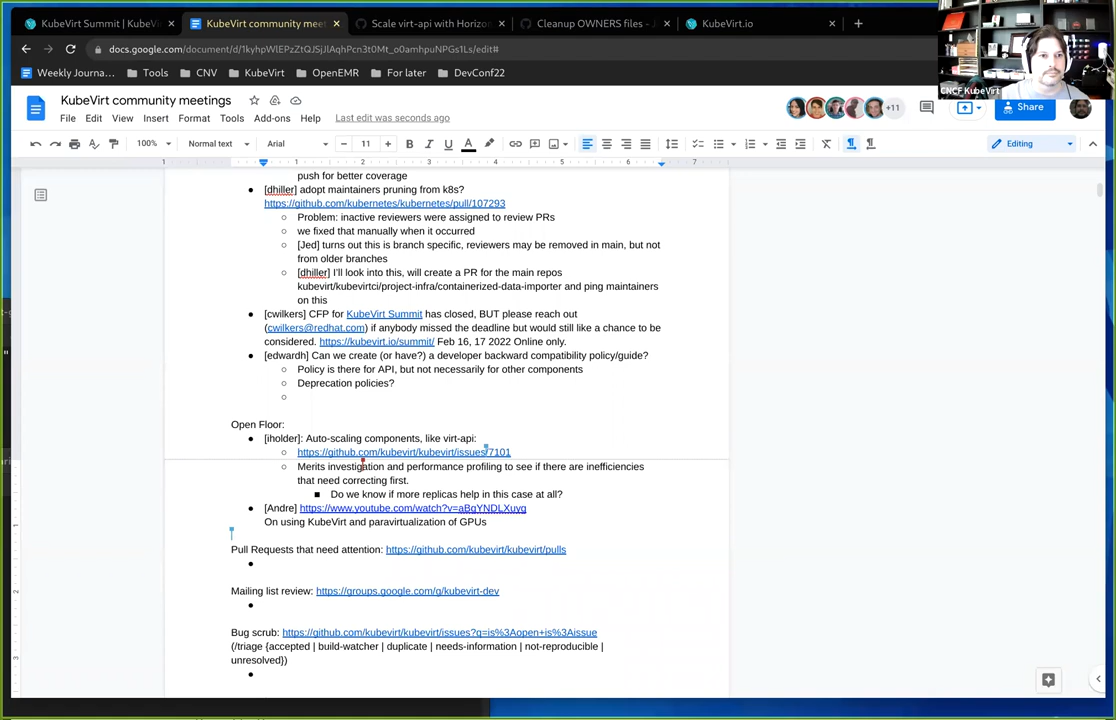 KubeVirt Summit | KubeV
KubeVirt community meet
Scale virt-api with Horizon
Cleanup OWNERS files - 
KubeVirt.io
docs.google.com/document/d/1kyhpWlEPzZtQJSjJlAqhPcn3t0Mt_o0amhpuNPGs1Ls/edit#
Weekly Journa...
Tools
CNV
KubeVirt
OpenEMR
For later
DevConf22
CNCF KubeVirt
KubeVirt community meetings
+11
Share
File Edit View Insert Format Tools Add-ons Help Last edit was seconds ago
100% Normal text Arial 11 Editing
1 1 2 3 4 5 6 7
push for better coverage
[dhiller] adopt maintainers pruning from k8s?
https://github.com/kubernetes/kubernetes/pull/107293
Problem: inactive reviewers were assigned to review PRs
we fixed that manually when it occurred
[Jed] turns out this is branch specific, reviewers may be removed in main, but not
from older branches
[dhiller] I'll look into this, will create a PR for the main repos
kubevirt/kubevirtci/project-infra/containerized-data-importer and ping maintainers
on this
[cwilkers] CFP for KubeVirt Summit has closed, BUT please reach out
(cwilkers@redhat.com) if anybody missed the deadline but would still like a chance to be
considered. https://kubevirt.io/summit/ Feb 16, 17 2022 Online only.
[edwardh] Can we create (or have?) a developer backward compatibility policy/guide?
Policy is there for API, but not necessarily for other components
Deprecation policies?
Open Floor:
[iholder]: Auto-scaling components, like virt-api:
https://github.com/kubevirt/kubevirt/issues/7101
Merits investigation and performance profiling to see if there are inefficiencies
that need correcting first.
Do we know if more replicas help in this case at all?
[Andre] https://www.youtube.com/watch?v=aBgYNDLXuyg
On using KubeVirt and paravirtualization of GPUs
Pull Requests that need attention: https://github.com/kubevirt/kubevirt/pulls
Mailing list review: https://groups.google.com/g/kubevirt-dev
Bug scrub: https://github.com/kubevirt/kubevirt/issues?q=is%3Aopen+is%3Aissue
(/triage {accepted | build-watcher | duplicate | needs-information | not-reproducible |
unresolved})